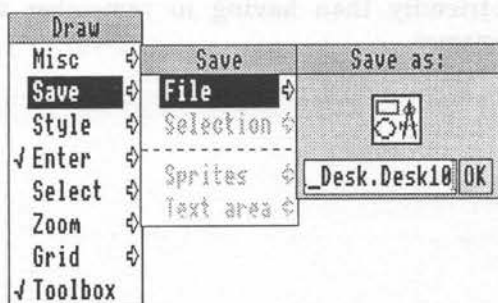 Draw
Misc
Save
Style
√ Enter
Select
Zoom
Grid
√ Toolbox
Save
File
Selection
Sprites
Text area
Save as:
_Desk.Desk10 OK